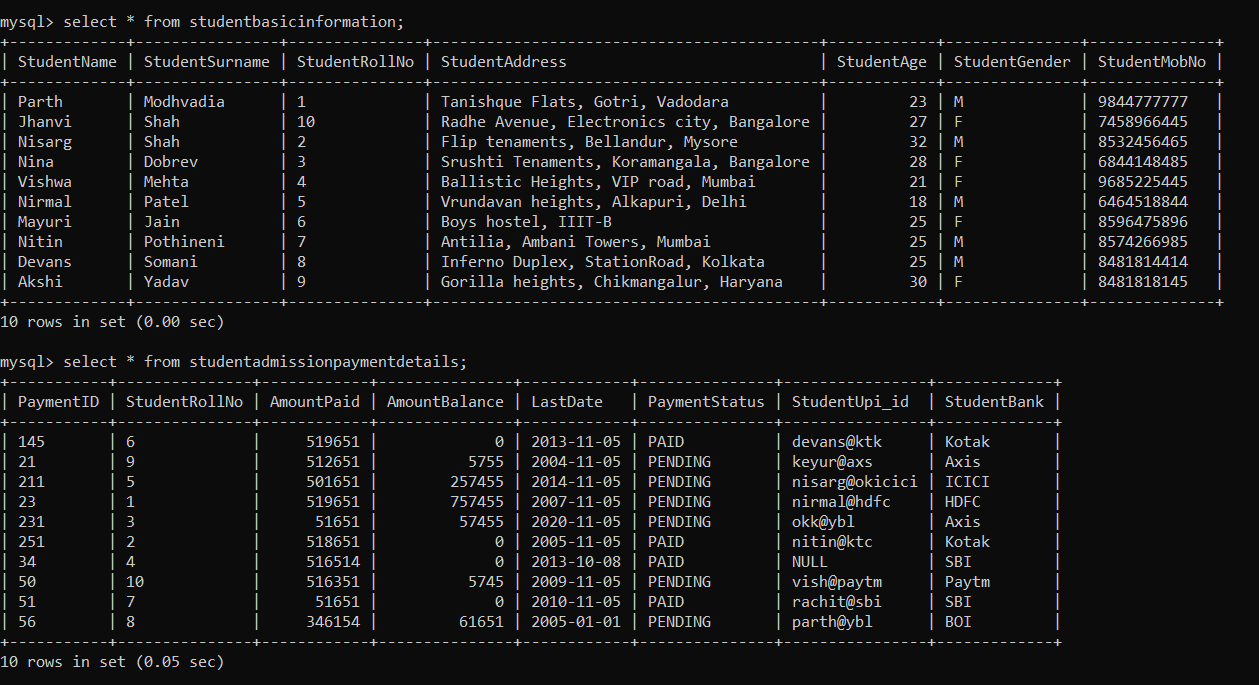 mysql> select * from studentbasicinformation;
+-------------+----------------+---------------+-------------------------------------------+------------+---------------+--------------+
| StudentName | StudentSurname | StudentRollNo | StudentAddress                            | StudentAge | StudentGender | StudentMobNo |
+-------------+----------------+---------------+-------------------------------------------+------------+---------------+--------------+
| Parth       | Modhvadia      | 1             | Tanishque Flats, Gotri, Vadodara          |         23 | M             | 9844777777   |
| Jhanvi      | Shah           | 10            | Radhe Avenue, Electronics city, Bangalore |         27 | F             | 7458966445   |
| Nisarg      | Shah           | 2             | Flip tenaments, Bellandur, Mysore         |         32 | M             | 8532456465   |
| Nina        | Dobrev         | 3             | Srushti Tenaments, Koramangala, Bangalore |         28 | F             | 6844148485   |
| Vishwa      | Mehta          | 4             | Ballistic Heights, VIP road, Mumbai       |         21 | F             | 9685225445   |
| Nirmal      | Patel          | 5             | Vrundavan heights, Alkapuri, Delhi        |         18 | M             | 6464518844   |
| Mayuri      | Jain           | 6             | Boys hostel, IIIT-B                       |         25 | F             | 8596475896   |
| Nitin       | Pothineni      | 7             | Antilia, Ambani Towers, Mumbai            |         25 | M             | 8574266985   |
| Devans      | Somani         | 8             | Inferno Duplex, StationRoad, Kolkata      |         25 | M             | 8481814414   |
| Akshi       | Yadav          | 9             | Gorilla heights, Chikmangalur, Haryana    |         30 | F             | 8481818145   |
+-------------+----------------+---------------+-------------------------------------------+------------+---------------+--------------+
10 rows in set (0.00 sec)
mysql> select * from studentadmissionpaymentdetails;
+-----------+---------------+------------+---------------+------------+---------------+----------------+-------------+
| PaymentID | StudentRollNo | AmountPaid | AmountBalance | LastDate   | PaymentStatus | StudentUpi_id  | StudentBank |
+-----------+---------------+------------+---------------+------------+---------------+----------------+-------------+
| 145       | 6             |     519651 |             0 | 2013-11-05 | PAID          | devans@ktk     | Kotak       |
| 21        | 9             |     512651 |          5755 | 2004-11-05 | PENDING       | keyur@axs      | Axis        |
| 211       | 5             |     501651 |        257455 | 2014-11-05 | PENDING       | nisarg@okicici | ICICI       |
| 23        | 1             |     519651 |        757455 | 2007-11-05 | PENDING       | nirmal@hdfc    | HDFC        |
| 231       | 3             |      51651 |         57455 | 2020-11-05 | PENDING       | okk@ybl        | Axis        |
| 251       | 2             |     518651 |             0 | 2005-11-05 | PAID          | nitin@ktc      | Kotak       |
| 34        | 4             |     516514 |             0 | 2013-10-08 | PAID          | NULL           | SBI         |
| 50        | 10            |     516351 |          5745 | 2009-11-05 | PENDING       | vish@paytm     | Paytm       |
| 51        | 7             |      51651 |             0 | 2010-11-05 | PAID          | rachit@sbi     | SBI         |
| 56        | 8             |     346154 |         61651 | 2005-01-01 | PENDING       | parth@ybl      | BOI         |
+-----------+---------------+------------+---------------+------------+---------------+----------------+-------------+
10 rows in set (0.05 sec)